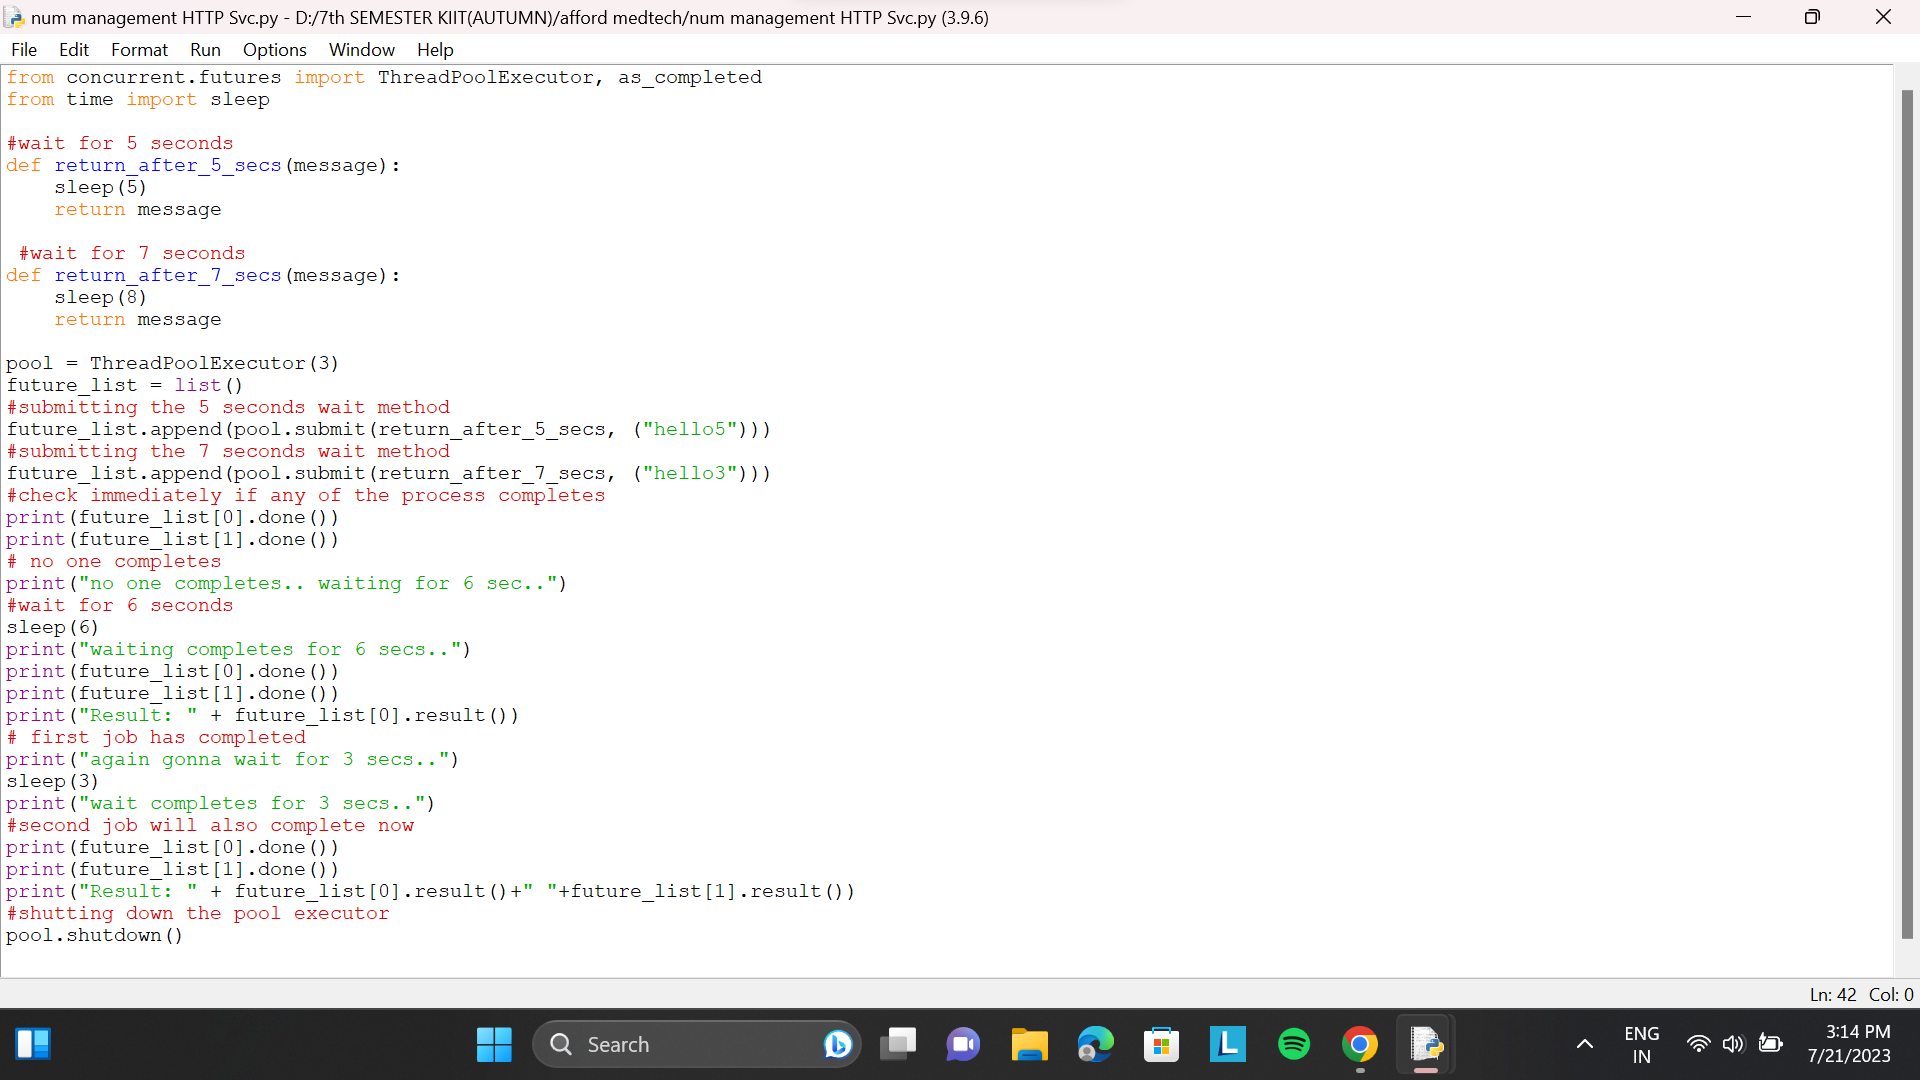 num management HTTP Svc.py - D:/7th SEMESTER KIIT(AUTUMN)/afford medtech/num management HTTP Svc.py (3.9.6)
File Edit Format Run Options Window Help
from concurrent.futures import ThreadPoolExecutor, as_completed
from time import sleep

#wait for 5 seconds
def return_after_5_secs(message):
    sleep(5)
    return message

 #wait for 7 seconds
def return_after_7_secs(message):
    sleep(8)
    return message

pool = ThreadPoolExecutor(3)
future_list = list()
#submitting the 5 seconds wait method
future_list.append(pool.submit(return_after_5_secs, ("hello5")))
#submitting the 7 seconds wait method
future_list.append(pool.submit(return_after_7_secs, ("hello3")))
#check immediately if any of the process completes
print(future_list[0].done())
print(future_list[1].done())
# no one completes
print("no one completes.. waiting for 6 sec..")
#wait for 6 seconds
sleep(6)
print("waiting completes for 6 secs..")
print(future_list[0].done())
print(future_list[1].done())
print("Result: " + future_list[0].result())
# first job has completed
print("again gonna wait for 3 secs..")
sleep(3)
print("wait completes for 3 secs..")
#second job will also complete now
print(future_list[0].done())
print(future_list[1].done())
print("Result: " + future_list[0].result()+" "+future_list[1].result())
#shutting down the pool executor
pool.shutdown()
Ln: 42 Col: 0
Search
L
ENG
IN
3:14 PM
7/21/2023